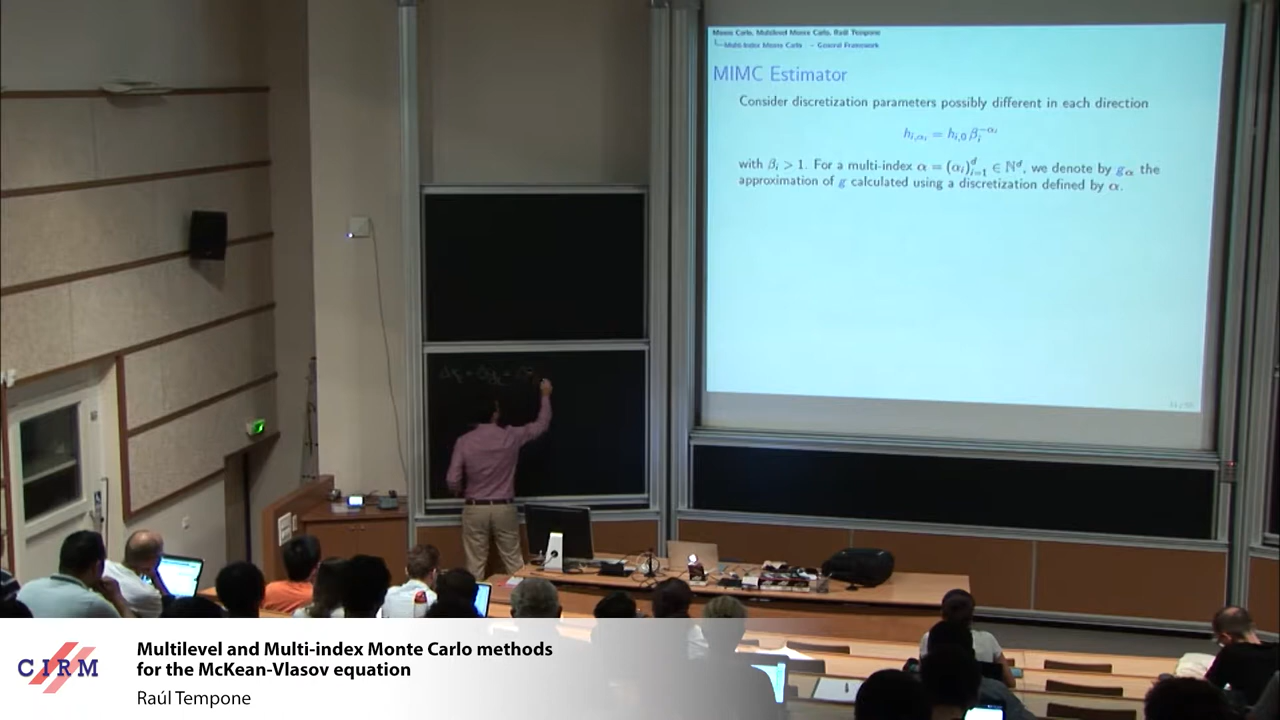 Monte Carlo, Multilevel Monte Carlo, Raúl Tempone
Multi-Index Monte Carlo – General Framework
MIMC Estimator
Consider discretization parameters possibly different in each direction
h_{i,α_i} = h_{i,0} β_i^{-α_i}
with β_i > 1. For a multi-index α = (α_i)_{i=1}^d ∈ ℕ^d, we denote by g_α the
approximation of g calculated using a discretization defined by α.
CIRM
Multilevel and Multi-index Monte Carlo methods
for the McKean-Vlasov equation
Raúl Tempone